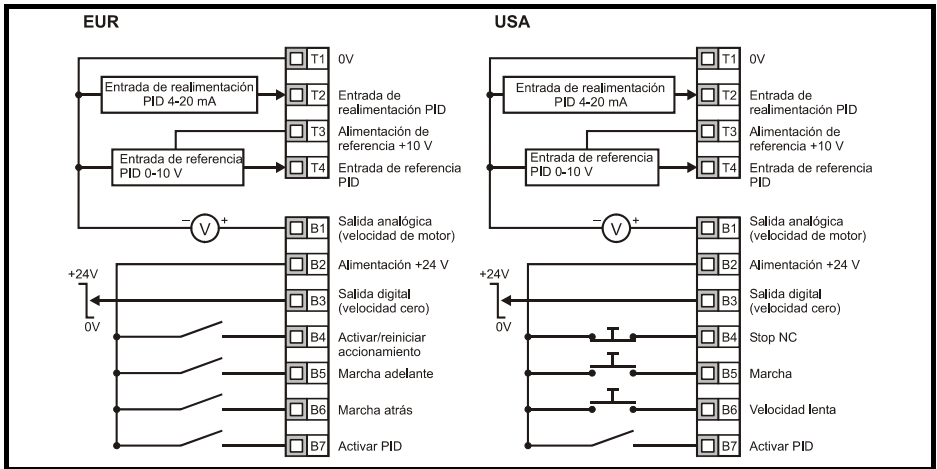 EUR
T1 0V
Entrada de realimentación
PID 4-20 mA
T2 Entrada de
realimentación PID
T3 Alimentación de
referencia +10 V
Entrada de referencia
PID 0-10 V
T4 Entrada de referencia
PID
– V +
B1 Salida analógica
(velocidad de motor)
B2 Alimentación +24 V
+24V
0V
B3 Salida digital
(velocidad cero)
B4 Activar/reiniciar
accionamiento
B5 Marcha adelante
B6 Marcha atrás
B7 Activar PID
USA
T1 0V
Entrada de realimentación
PID 4-20 mA
T2 Entrada de
realimentación PID
T3 Alimentación de
referencia +10 V
Entrada de referencia
PID 0-10 V
T4 Entrada de referencia
PID
– V +
B1 Salida analógica
(velocidad de motor)
B2 Alimentación +24 V
+24V
0V
B3 Salida digital
(velocidad cero)
B4 Stop NC
B5 Marcha
B6 Velocidad lenta
B7 Activar PID